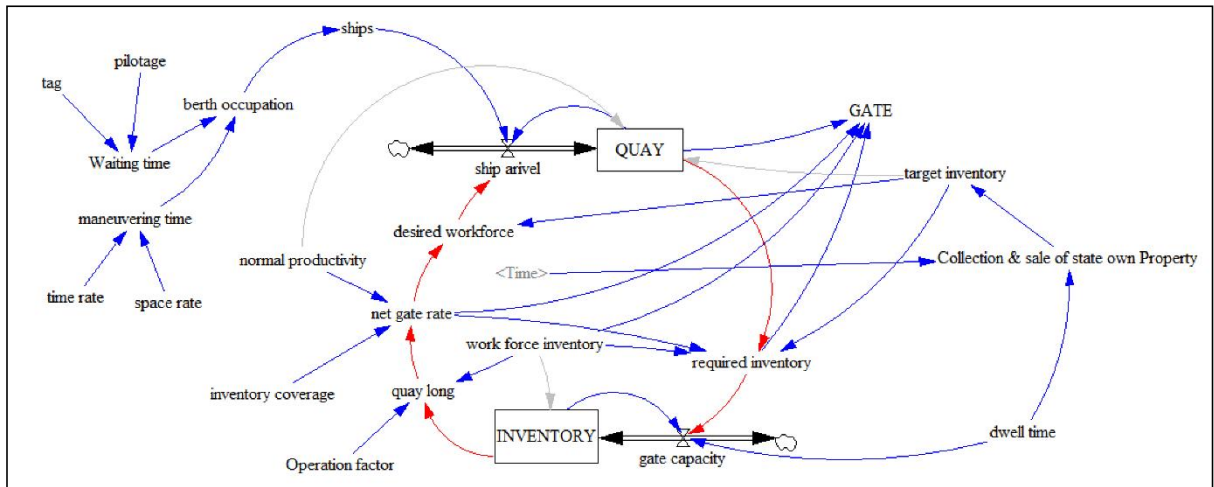 ships
pilotage
tag
berth occupation
GATE
QUAY
Waiting time
ship arivel
target inventory
maneuvering time
desired workforce
normal productivity
<Time>
Collection & sale of state own Property
time rate
space rate
net gate rate
work force inventory
required inventory
inventory coverage
quay long
dwell time
INVENTORY
gate capacity
Operation factor